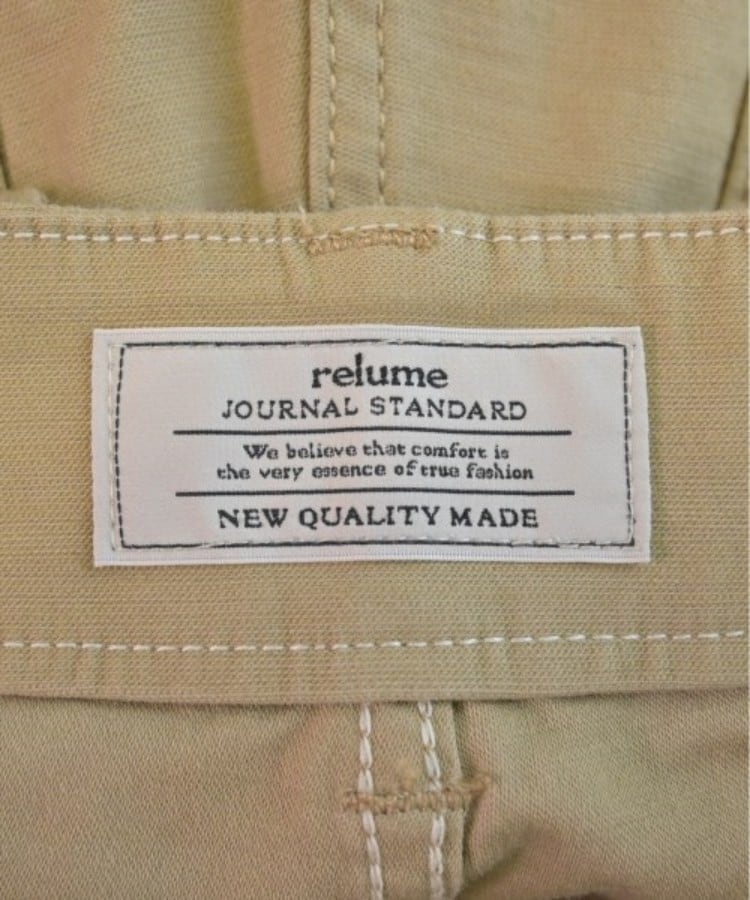 relume
JOURNAL STANDARD
We believe that comfort is
the very essence of true fashion
NEW QUALITY MADE